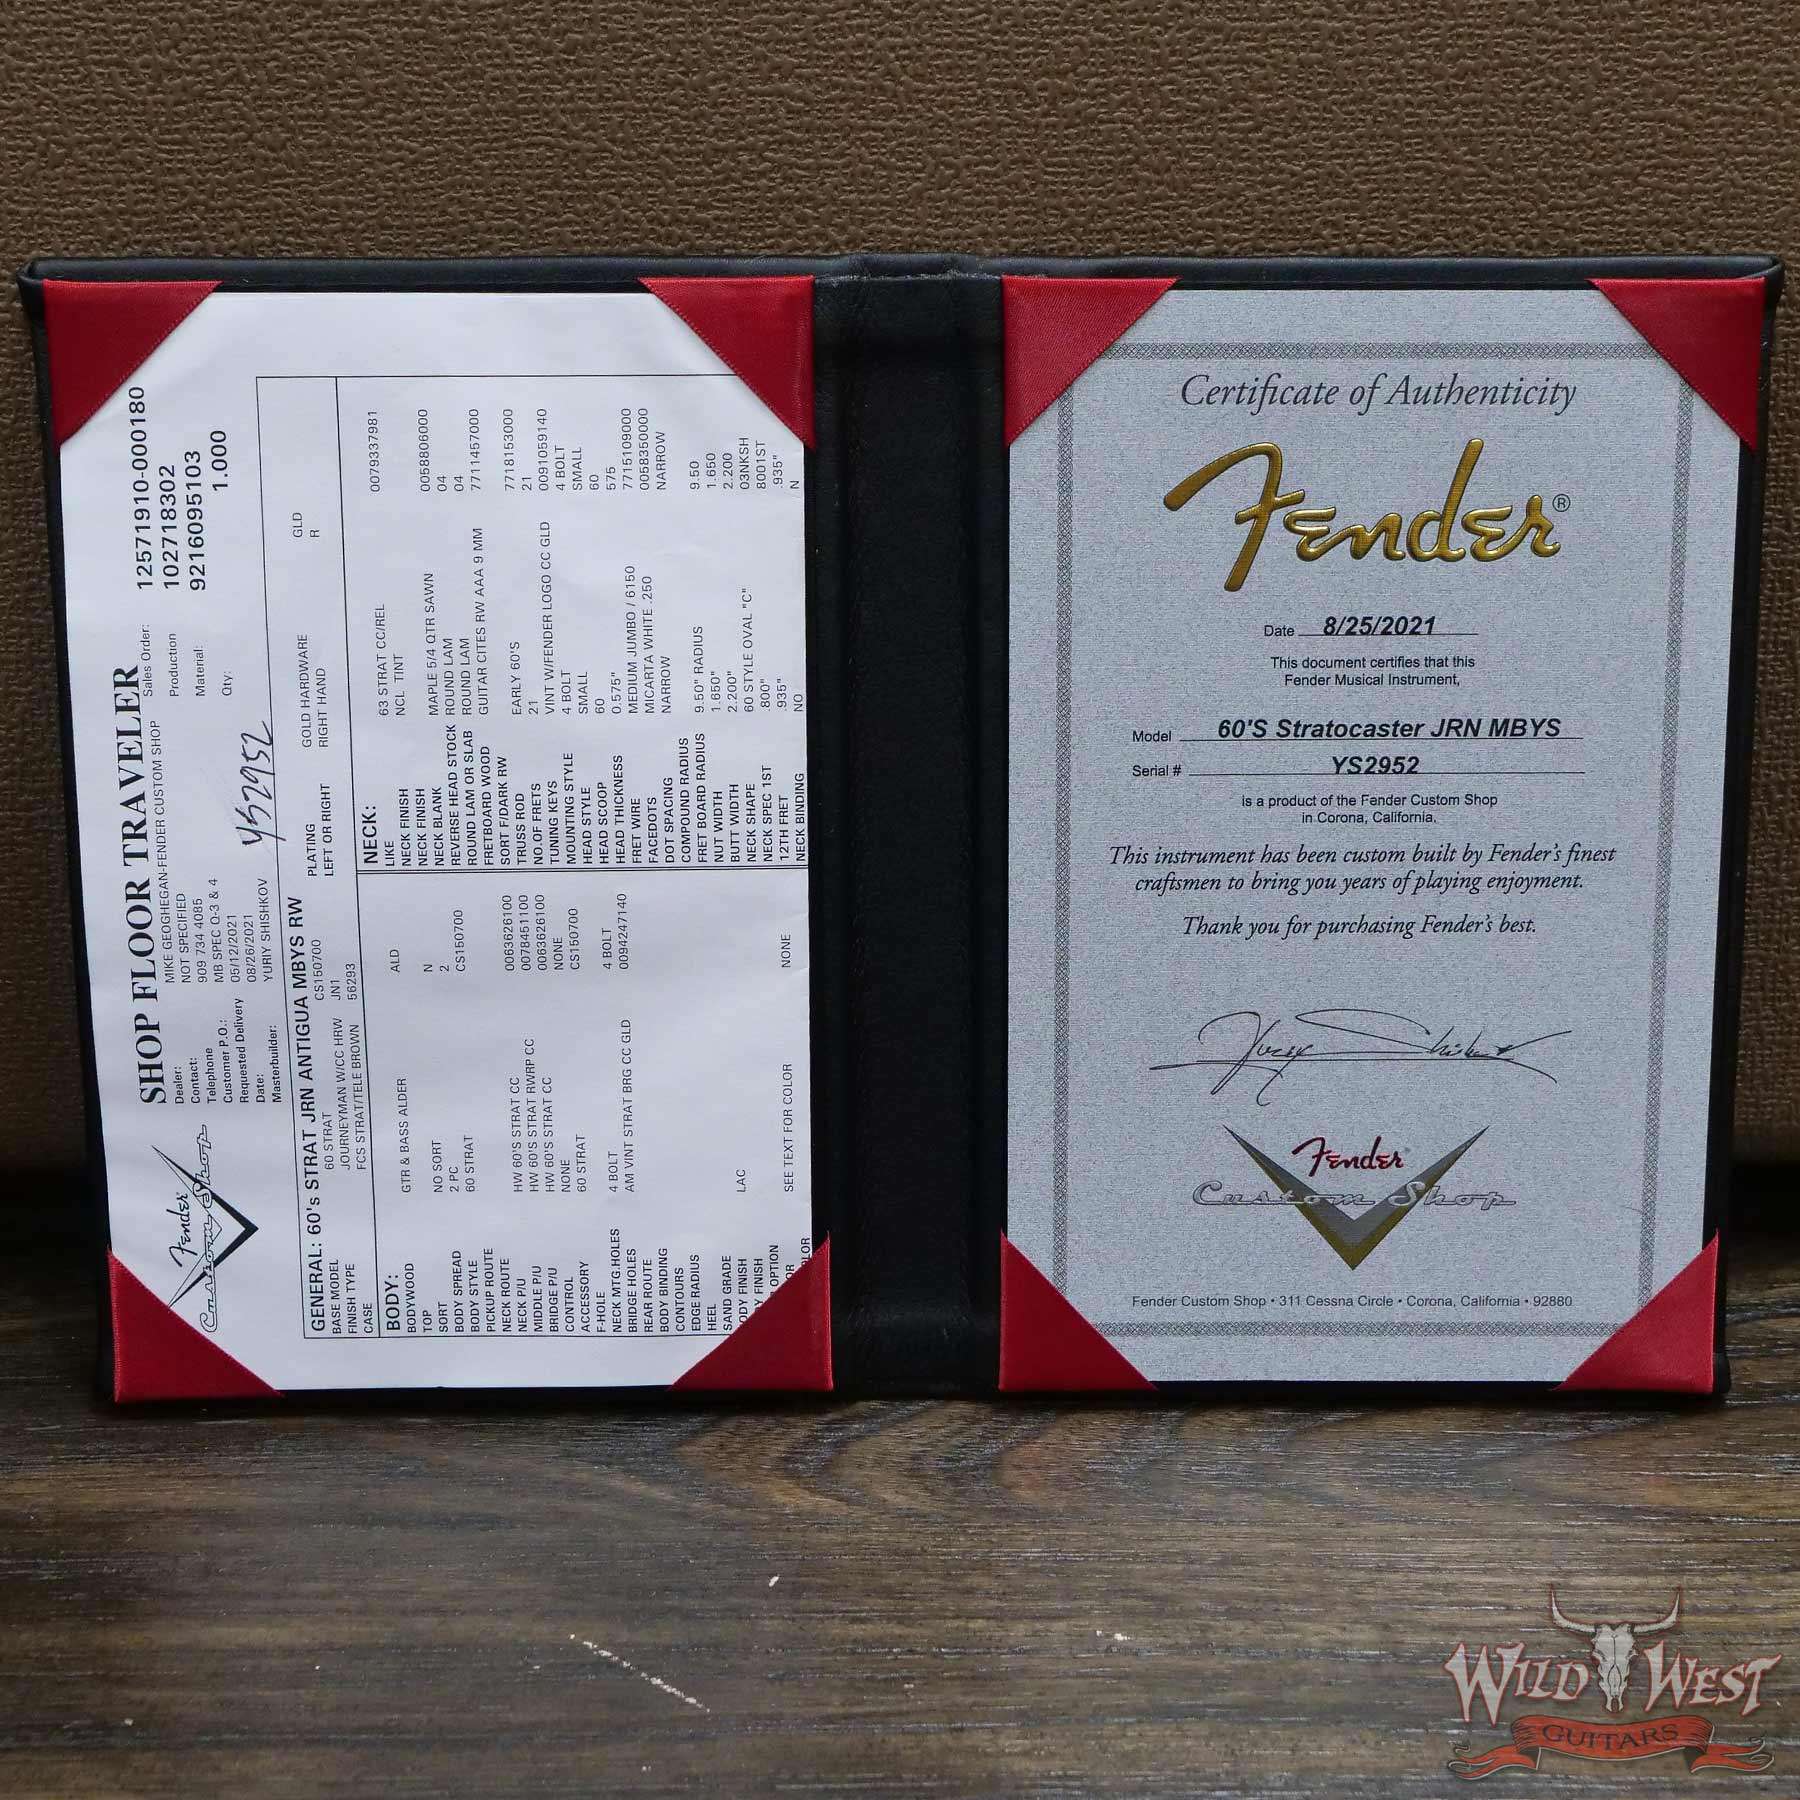 Fender
Custom Shop
SHOP FLOOR TRAVELER
Dealer: MIKE GEOGHEGAN-FENDER CUSTOM SHOP
Contact: NOT SPECIFIED
Telephone 909 734 4085
Customer P.O.: MB SPEC Q-3 & 4
Requested Delivery 05/12/2021
Date: 08/26/2021
Masterbuilder: YURIY SHISHKOV
Sales Order: 12571910-000180
Production 102718302
Material: 9216095103
Qty: 1.000
YS2952
GENERAL: 60's STRAT JRN ANTIGUA MBYS RW
BASE MODEL 60 STRAT CS150700
FINISH TYPE JOURNEYMAN W/CC HRW JN1
CASE FCS STRAT/TELE BROWN 56293
PLATING GOLD HARDWARE GLD
LEFT OR RIGHT RIGHT HAND R
BODY:
BODYWOOD GTR & BASS ALDER ALD
TOP
SORT NO SORT N
BODY SPREAD 2 PC 2
BODY STYLE 60 STRAT CS150700
PICKUP ROUTE
NECK ROUTE
NECK P/U HW 60'S STRAT CC 0063626100
MIDDLE P/U HW 60'S STRAT RWRP CC 0078451100
BRIDGE P/U HW 60'S STRAT CC 0063626100
CONTROL NONE NONE
ACCESSORY 60 STRAT CS150700
F-HOLE
NECK MTG.HOLES 4 BOLT 4 BOLT
BRIDGE HOLES AM VINT STRAT BRG CC GLD 0094247140
REAR ROUTE
BODY BINDING
CONTOURS
EDGE RADIUS
HEEL
SAND GRADE
ODY FINISH LAC
FINISH
OPTION
OR SEE TEXT FOR COLOR NONE
LOR
NECK:
LIKE 63 STRAT CC/REL 0079337981
NECK FINISH NCL TINT
NECK FINISH 0058806000
NECK BLANK MAPLE 5/4 QTR SAWN 04
REVERSE HEAD STOCK ROUND LAM 04
ROUND LAM OR SLAB ROUND LAM 7711457000
FRETBOARD WOOD GUITAR CITES RW AAA 9 MM
SORT F/DARK RW 7718153000
TRUSS ROD EARLY 60'S 21
NO.OF FRETS 21 0091059140
TUNING KEYS VINT W/FENDER LOGO CC GLD 4 BOLT
MOUNTING STYLE 4 BOLT SMALL
HEAD STYLE SMALL 60
HEAD SCOOP 60 575
HEAD THICKNESS 0.575" 7715109000
FRET WIRE MEDIUM JUMBO / 6150 0058350000
FACEDOTS MICARTA WHITE .250 NARROW
DOT SPACING NARROW
COMPOUND RADIUS 9.50
FRET BOARD RADIUS 9.50" RADIUS 1.650
NUT WIDTH 1.650" 2.200
BUTT WIDTH 2.200" 03NKSH
NECK SHAPE 60 STYLE OVAL "C" 8001ST
NECK SPEC 1ST .800" .935"
12TH FRET .935" N
NECK BINDING NO
Certificate of Authenticity
Fender®
Date 8/25/2021
This document certifies that this
Fender Musical Instrument,
Model 60'S Stratocaster JRN MBYS
Serial # YS2952
is a product of the Fender Custom Shop
in Corona, California.
This instrument has been custom built by Fender's finest
craftsmen to bring you years of playing enjoyment.
Thank you for purchasing Fender's best.
Fender
Custom Shop
Fender Custom Shop • 311 Cessna Circle • Corona, California • 92880
WILD WEST
GUITARS